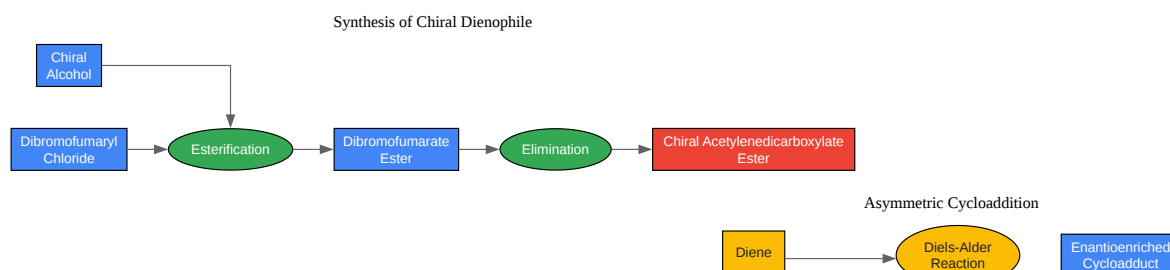 Synthesis of Chiral Dienophile
Chiral
Alcohol
Dibromofumaryl
Chloride
Esterification
Dibromofumarate
Ester
Elimination
Chiral Acetylenedicarboxylate
Ester
Asymmetric Cycloaddition
Diene
Diels-Alder
Reaction
Enantioenriched
Cycloadduct